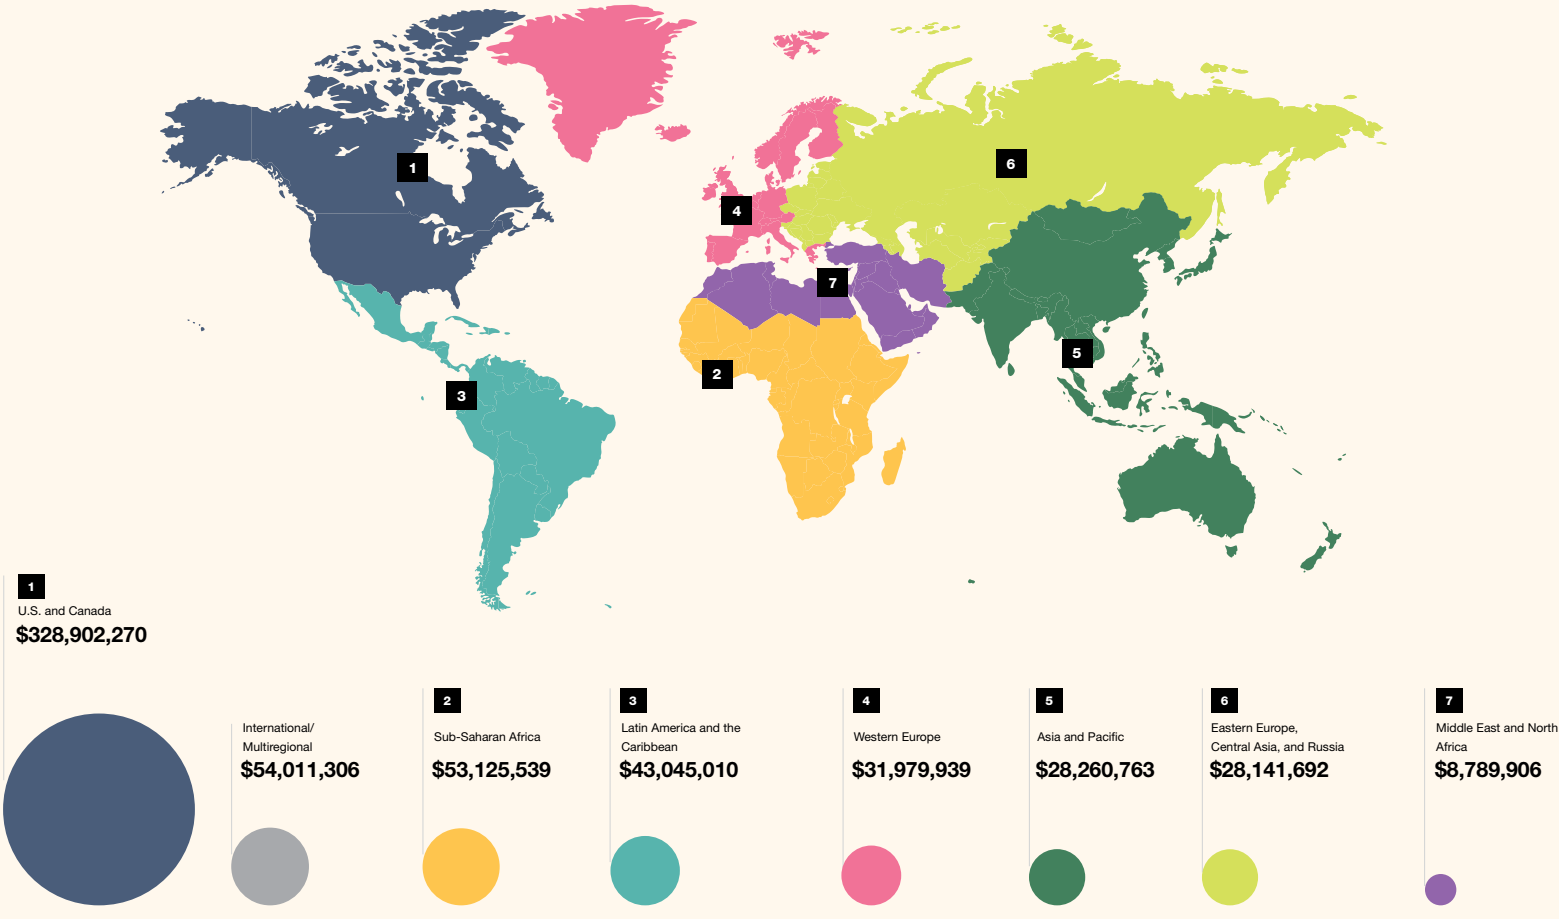 1
6
4
7
5
2
3
1
U.S. and Canada
$328,902,270
International/
Multiregional
$54,011,306
2
Sub-Saharan Africa
$53,125,539
3
Latin America and the
Caribbean
$43,045,010
4
Western Europe
$31,979,939
5
Asia and Pacific
$28,260,763
6
Eastern Europe,
Central Asia, and Russia
$28,141,692
7
Middle East and North
Africa
$8,789,906